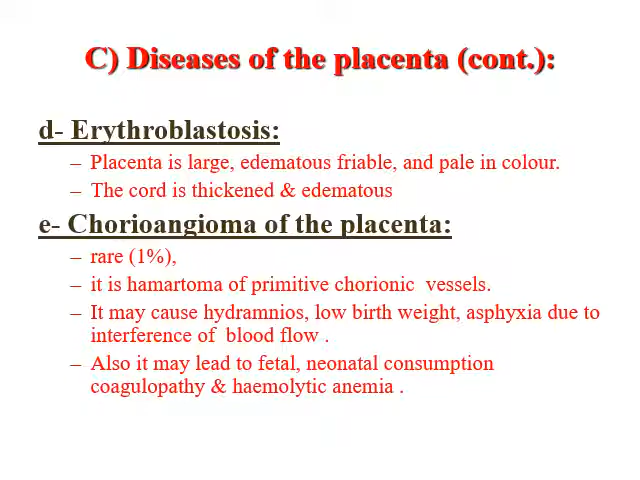 C) Diseases of the placenta (cont.):
d- Erythroblastosis:
– Placenta is large, edematous friable, and pale in colour.
– The cord is thickened & edematous
e- Chorioangioma of the placenta:
– rare (1%),
– it is hamartoma of primitive chorionic vessels.
– It may cause hydramnios, low birth weight, asphyxia due to
interference of blood flow .
– Also it may lead to fetal, neonatal consumption
coagulopathy & haemolytic anemia .